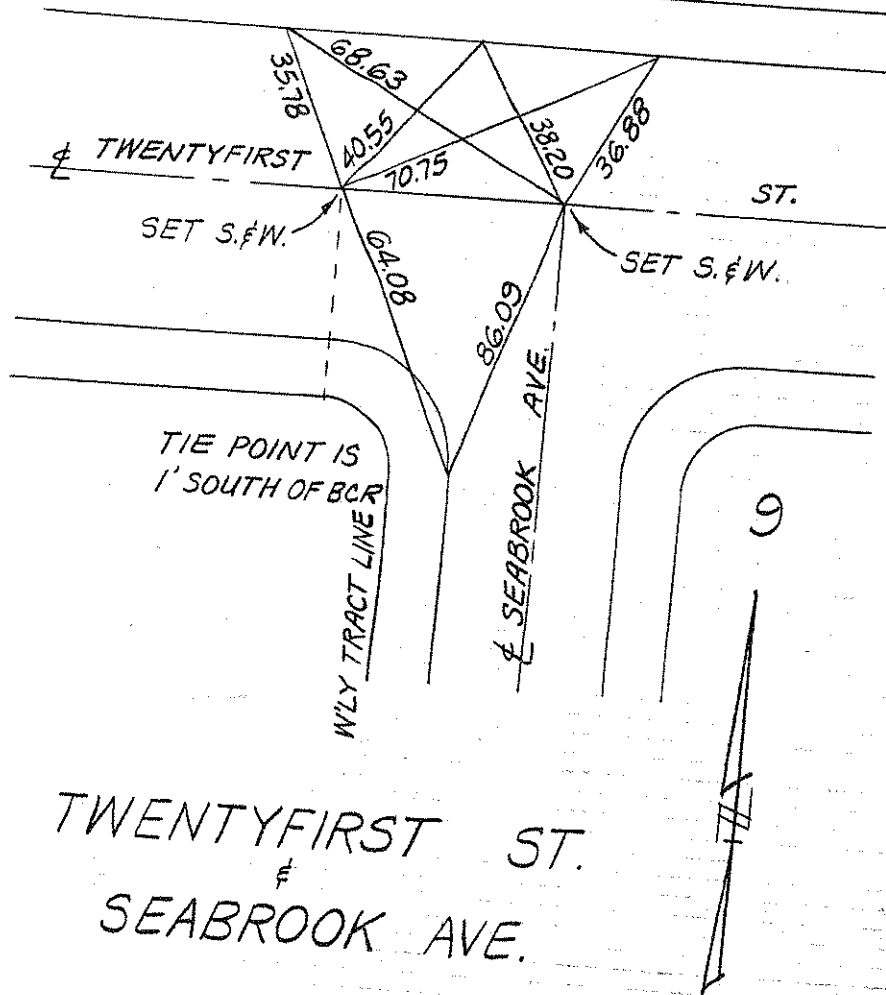 68.63
35.78
40.55
70.75
38.20
36.88
℄ TWENTYFIRST ST.
SET S.&W.
SET S.&W.
64.08
86.09
TIE POINT IS
1' SOUTH OF BCR
W'LY TRACT LINE
℄ SEABROOK AVE.
9
N
TWENTYFIRST ST.
&
SEABROOK AVE.